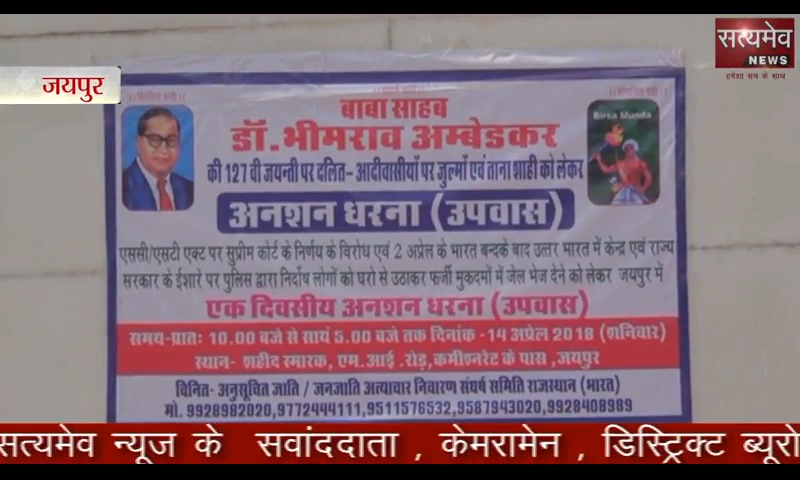 सत्यमेव
NEWS
हमेशा सच के साथ
जयपुर
बाबा साहब
डॉ.भीमराव अम्बेडकर
Birsa Munda
की 127 वी जयन्ती पर दलित- आदीवासीयों पर जुल्मों एवं ताना शाही को लेकर
अनशन धरना (उपवास)
एससी/एसटी एक्ट पर सुप्रीम कोर्ट के निर्णय के विरोध एवं 2 अप्रेल के भारत बन्दके बाद उत्तर भारत में केन्द्र एवं राज्य
सरकार के ईशारे पर पुलिस द्वारा निर्दोष लोगों को घरो से उठाकर फर्जी मुकदमों में जेल भेज देने को लेकर जयपुर में
एक दिवसीय अनशन धरना (उपवास)
समय-प्रातः 10.00 बजे से सायं 5.00 बजे तक दिनांक -14 अप्रेल 2018 (शनिवार)
स्थान- शहीद स्मारक, एम.आई .रोड़, कमीश्नरेट के पास ,जयपुर
विनित- अनुसूचित जाति / जनजाति अत्याचार निवारण संघर्ष समिति राजस्थान (भारत)
मो. 9928982020,9772444111,9511576532,9587943020,9928408989
सत्यमेव न्यूज के सवांददाता , केमरामेन , डिस्ट्रिक्ट ब्यूरो